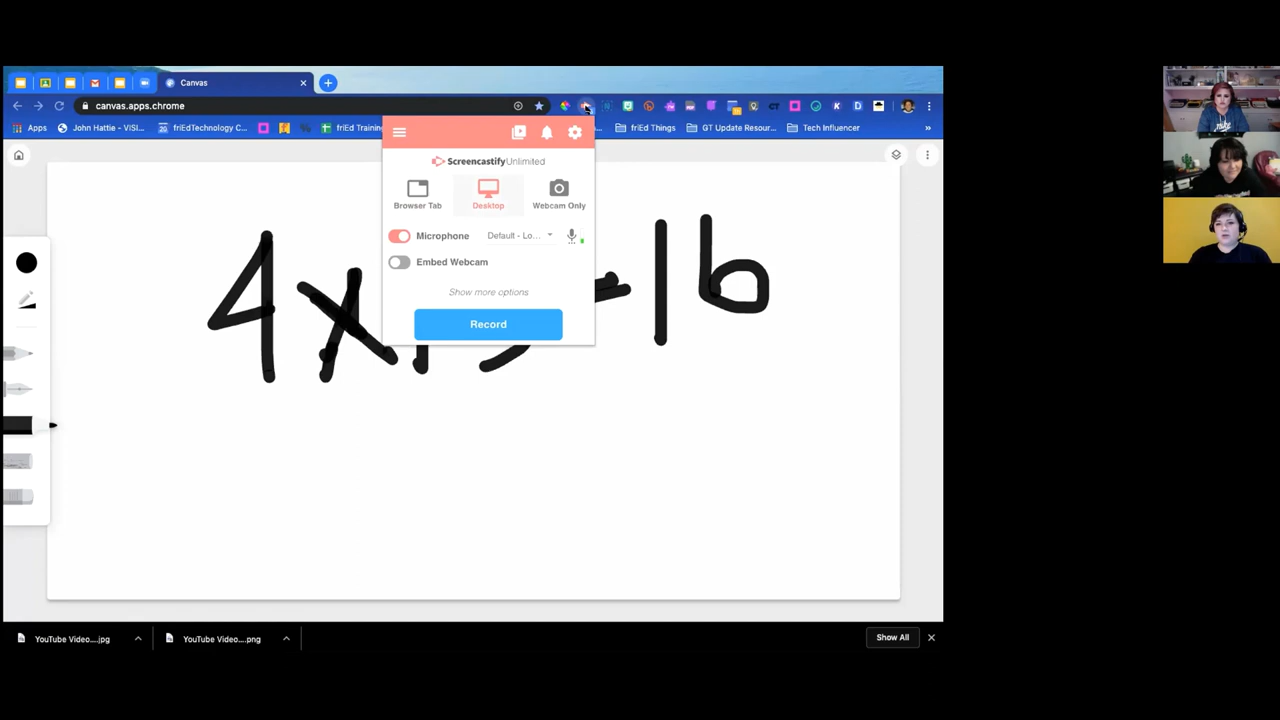 Canvas
canvas.apps.chrome
Apps
John Hattie - VISI...
friEdTechnology C...
friEd Training
friEd Things
GT Update Resour...
Tech Influencer
»
Screencastify Unlimited
Browser Tab
Desktop
Webcam Only
Microphone
Default - Lo...
Embed Webcam
Show more options
Record
4x
16
YouTube Video....jpg
YouTube Video...png
Show All